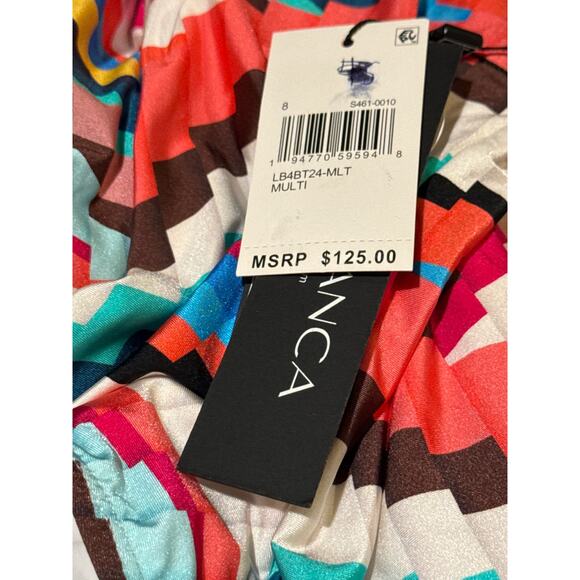 8 S461-0010
1 94770 59594 8
LB4BT24-MLT
MULTI
MSRP $125.00
ANCA